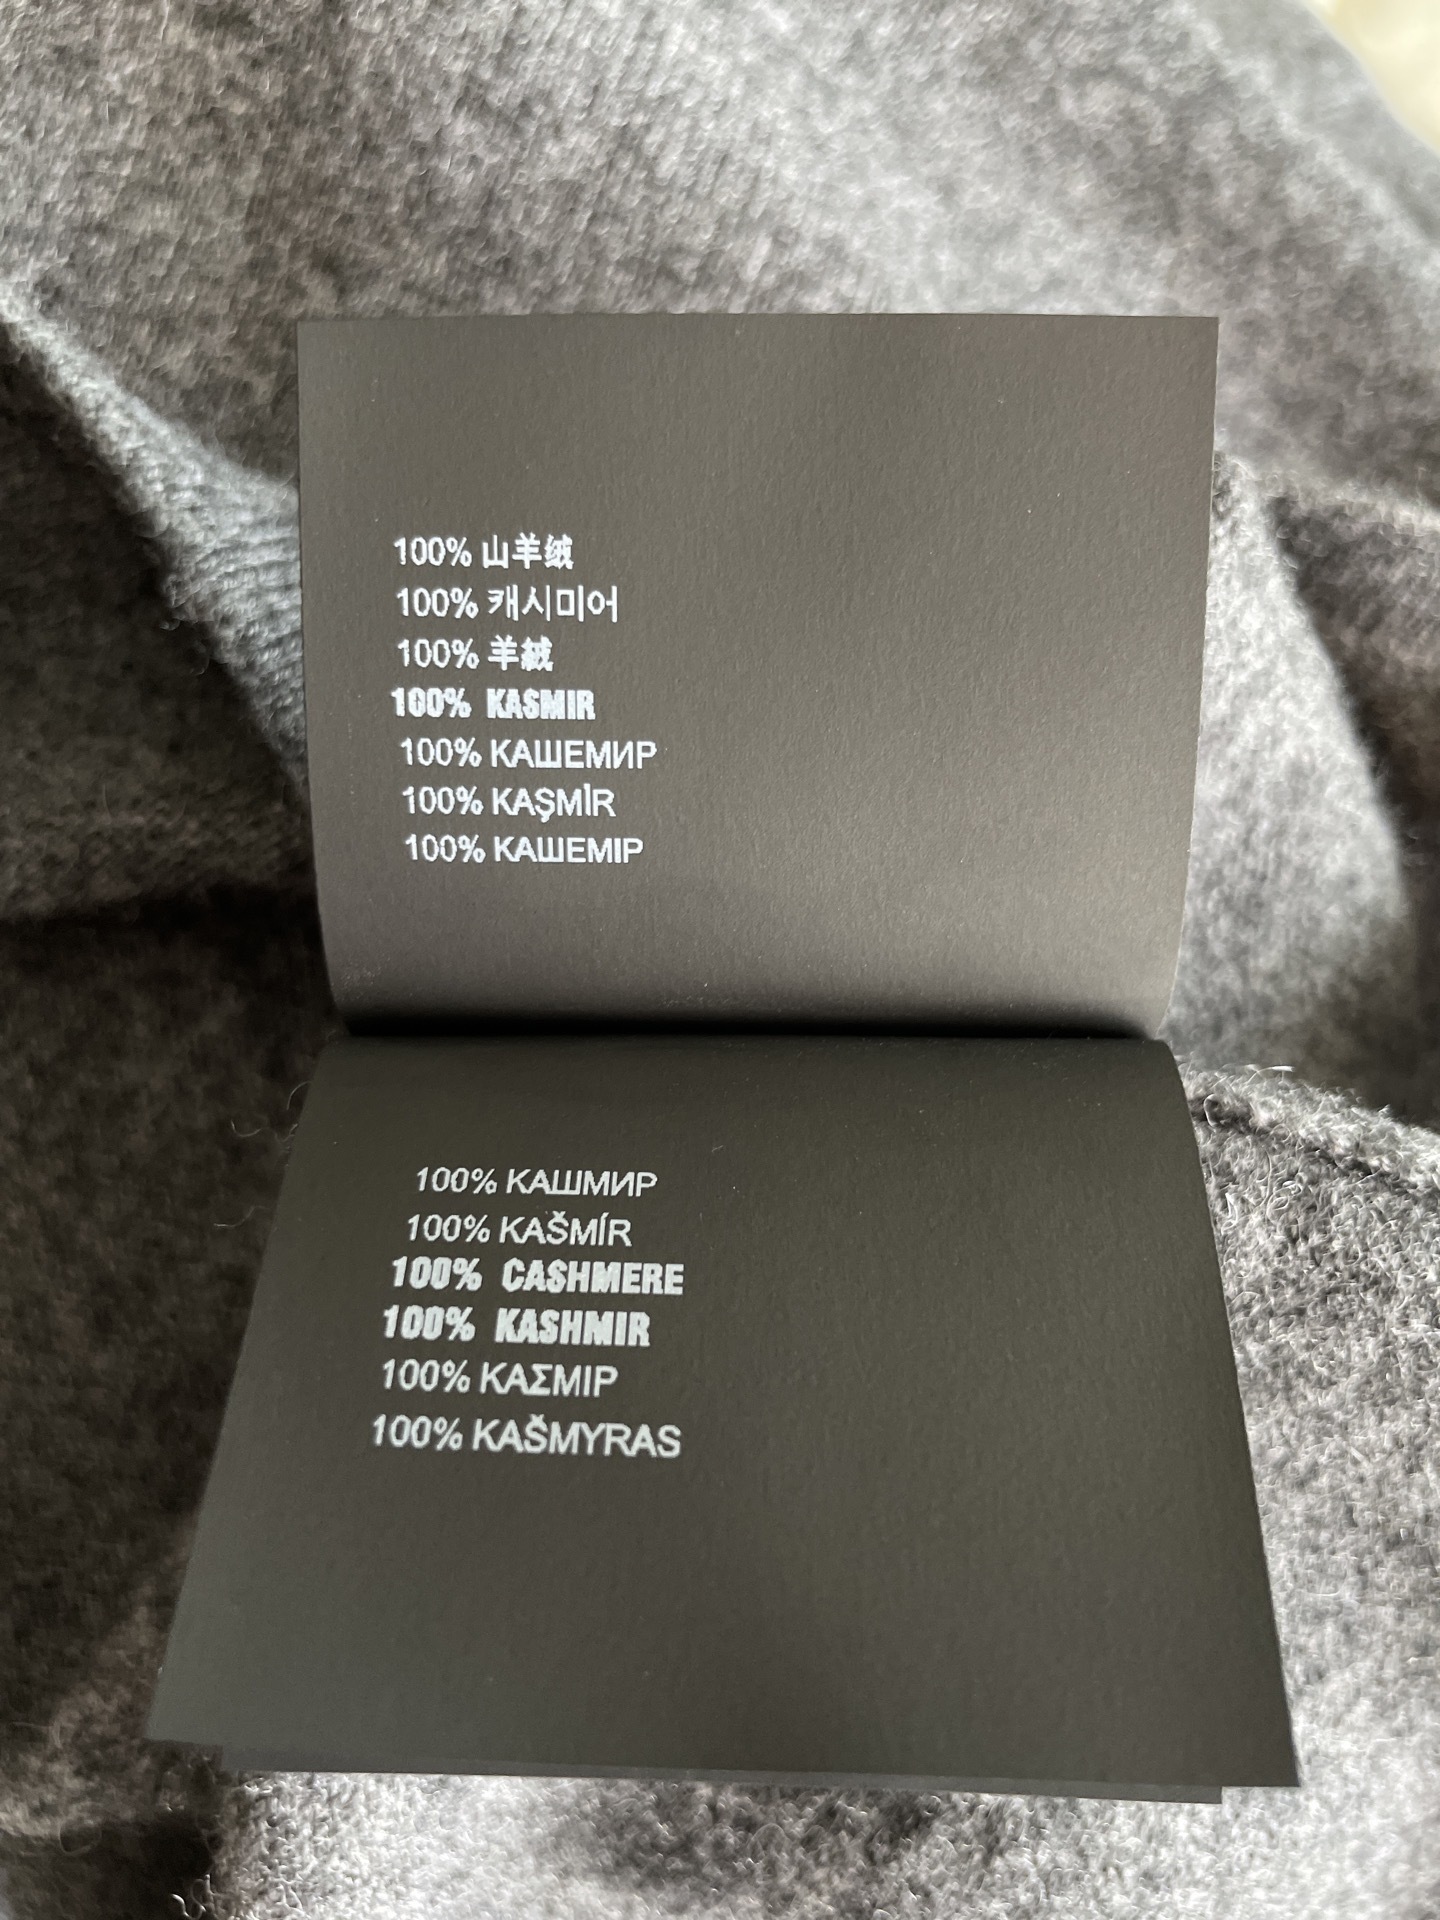 100% 山羊绒
100% 캐시미어
100% 羊絨
100% KASMIR
100% КАШЕМИР
100% KAŞMİR
100% КАШЕМІР
100% КАШМИР
100% KAŠMÍR
100% CASHMERE
100% KASHMIR
100% ΚΑΣΜΙΡ
100% KAŠMYRAS